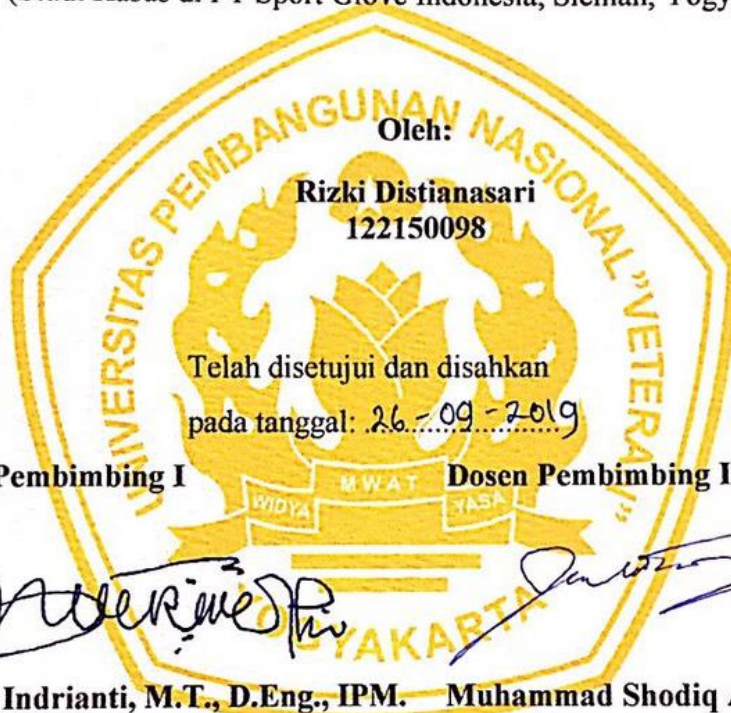 Oleh:
Rizki Distianasari
122150098
UNIVERSITAS PEMBANGUNAN NASIONAL "VETERAN"
YOGYAKARTA
Telah disetujui dan disahkan
pada tanggal: 26 - 09 - 2019
Pembimbing I Dosen Pembimbing I
WIDYA MWAT YASA
Indrianti, M.T., D.Eng., IPM. Muhammad Shodiq